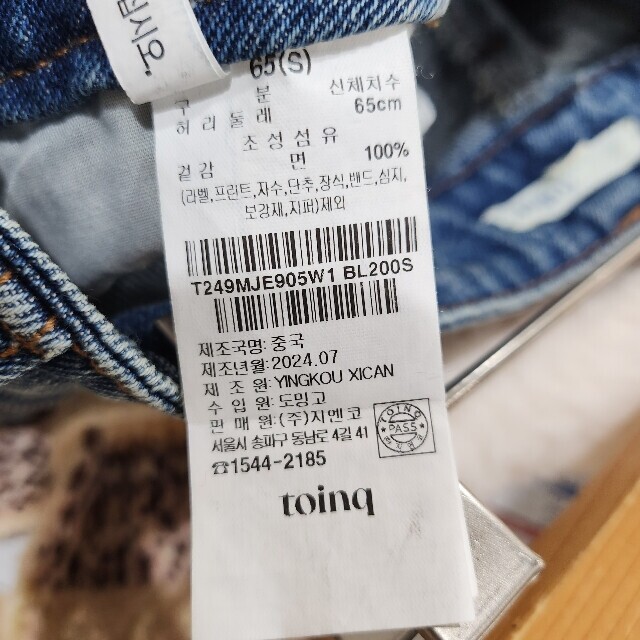 65(S)
구 분 신체치수
허리둘레 65cm
조성섬유
겉감 면 100%
(라벨,프린트,자수,단추,장식,밴드,심지,
보강재,지퍼)제외
T249MJE905W1 BL200S
제조국명: 중국
제조년월: 2024.07
제 조 원: YINGKOU XICAN
수 입 원: 도밍고
판 매 원: (주)지엔코
서울시 송파구 동남로 4길 41
☎1544-2185
PASS
toinq